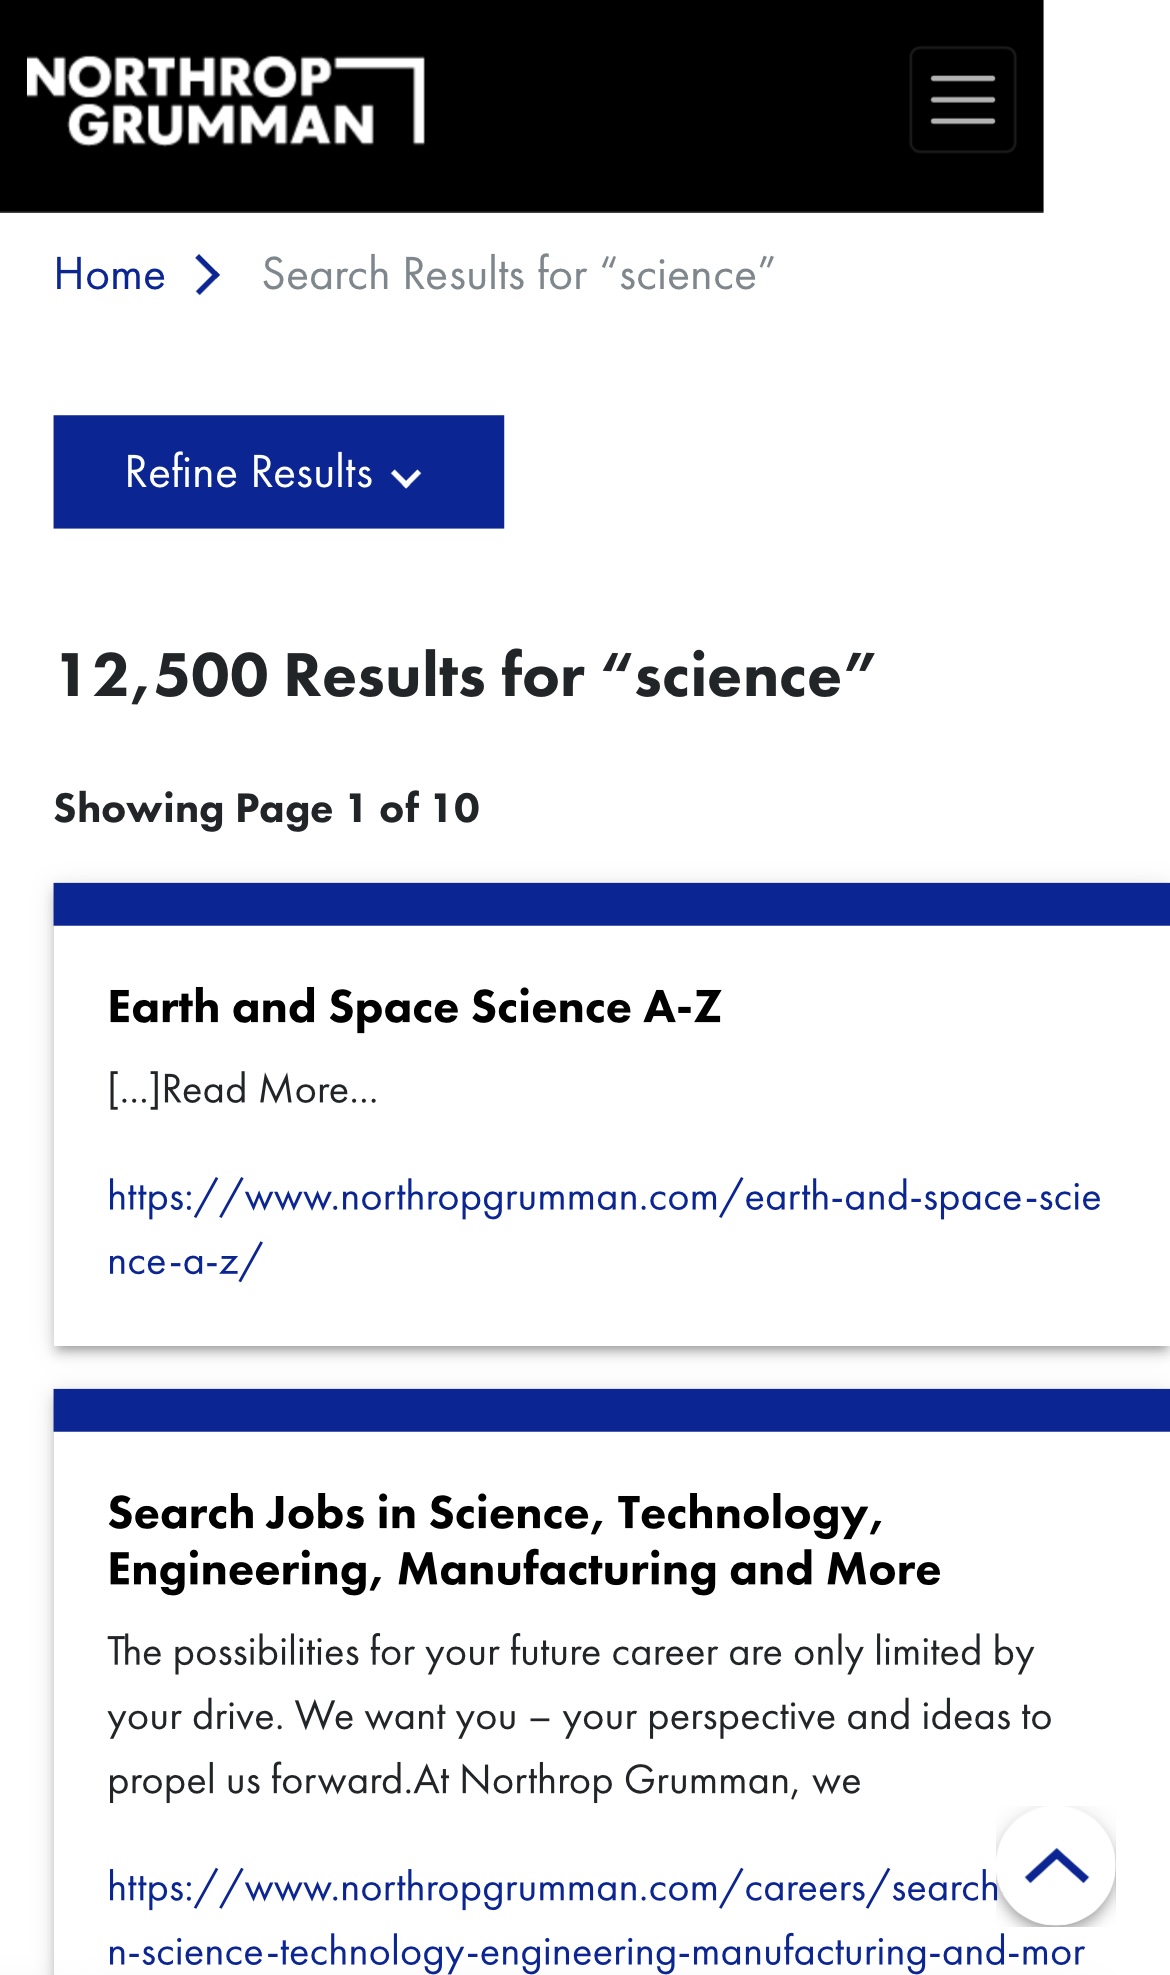 NORTHROP
GRUMMAN
Home > Search Results for “science”
Refine Results
12,500 Results for “science”
Showing Page 1 of 10
Earth and Space Science A-Z
[...]Read More...
https://www.northropgrumman.com/earth-and-space-scie
nce-a-z/
Search Jobs in Science, Technology,
Engineering, Manufacturing and More
The possibilities for your future career are only limited by
your drive. We want you – your perspective and ideas to
propel us forward.At Northrop Grumman, we
https://www.northropgrumman.com/careers/search
n-science-technology-engineering-manufacturing-and-mor